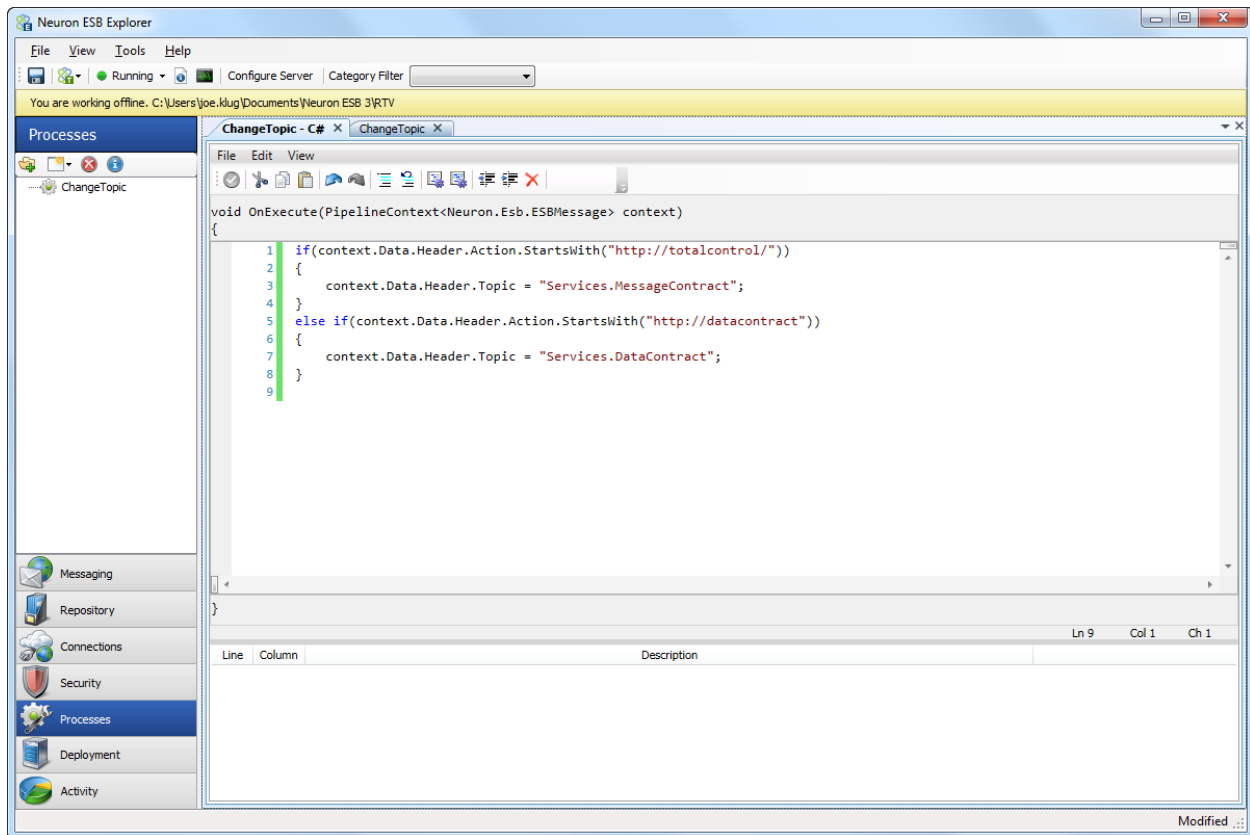 Neuron ESB Explorer
File View Tools Help
Running Configure Server Category Filter
You are working offline. C:\Users\joe.klug\Documents\Neuron ESB 3\RTV
Processes
ChangeTopic - C# X ChangeTopic X
File Edit View
ChangeTopic
void OnExecute(PipelineContext<Neuron.Esb.ESBMessage> context)
{
1 if(context.Data.Header.Action.StartsWith("http://totalcontrol/"))
2 {
3 context.Data.Header.Topic = "Services.MessageContract";
4 }
5 else if(context.Data.Header.Action.StartsWith("http://datacontract"))
6 {
7 context.Data.Header.Topic = "Services.DataContract";
8 }
9
}
Ln 9 Col 1 Ch 1
Line Column Description
Messaging
Repository
Connections
Security
Processes
Deployment
Activity
Modified